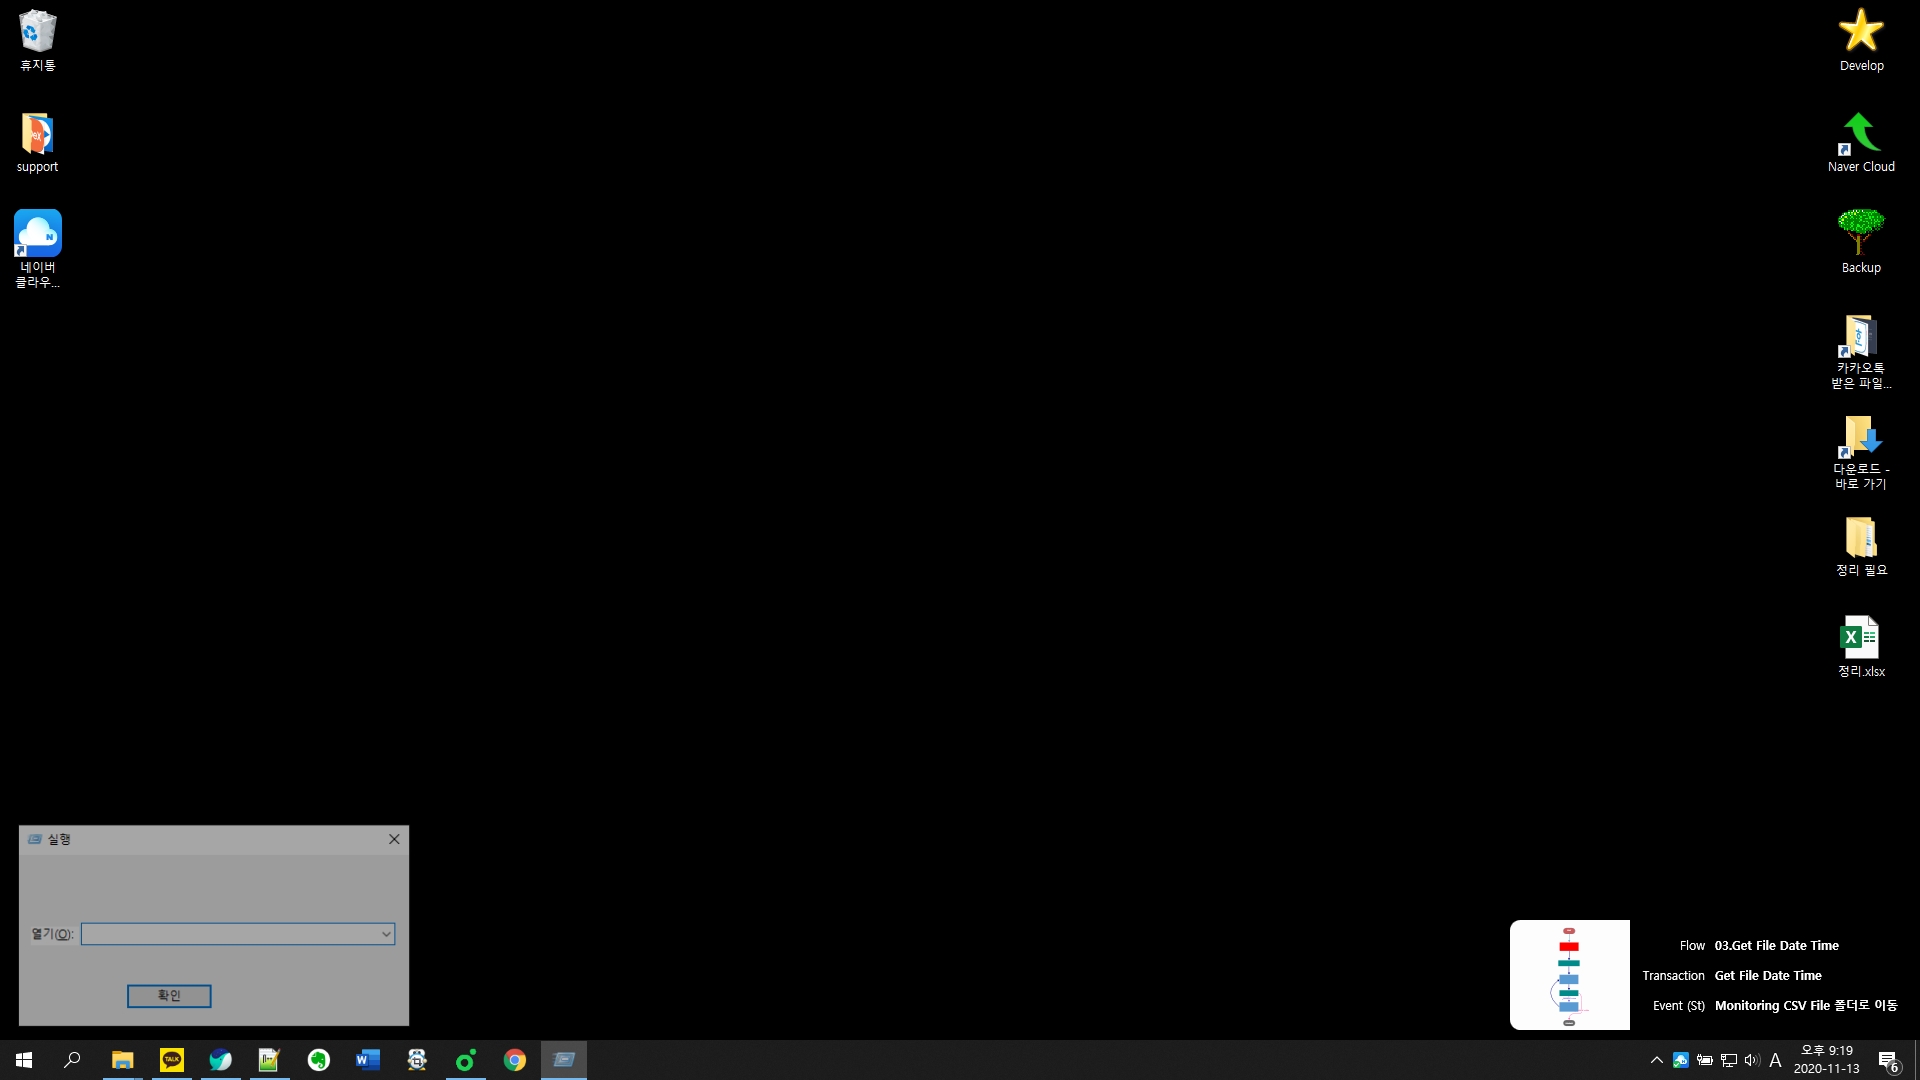 휴지통
support
네이버
클라우...
Develop
Naver Cloud
Backup
카카오톡
받은 파일...
다운로드 -
바로 가기
정리 필요
정리.xlsx
실행
열기(O):
확인
Flow 03.Get File Date Time
Transaction Get File Date Time
Event (St) Monitoring CSV File 폴더로 이동
TALK
A
오후 9:19
2020-11-13
6